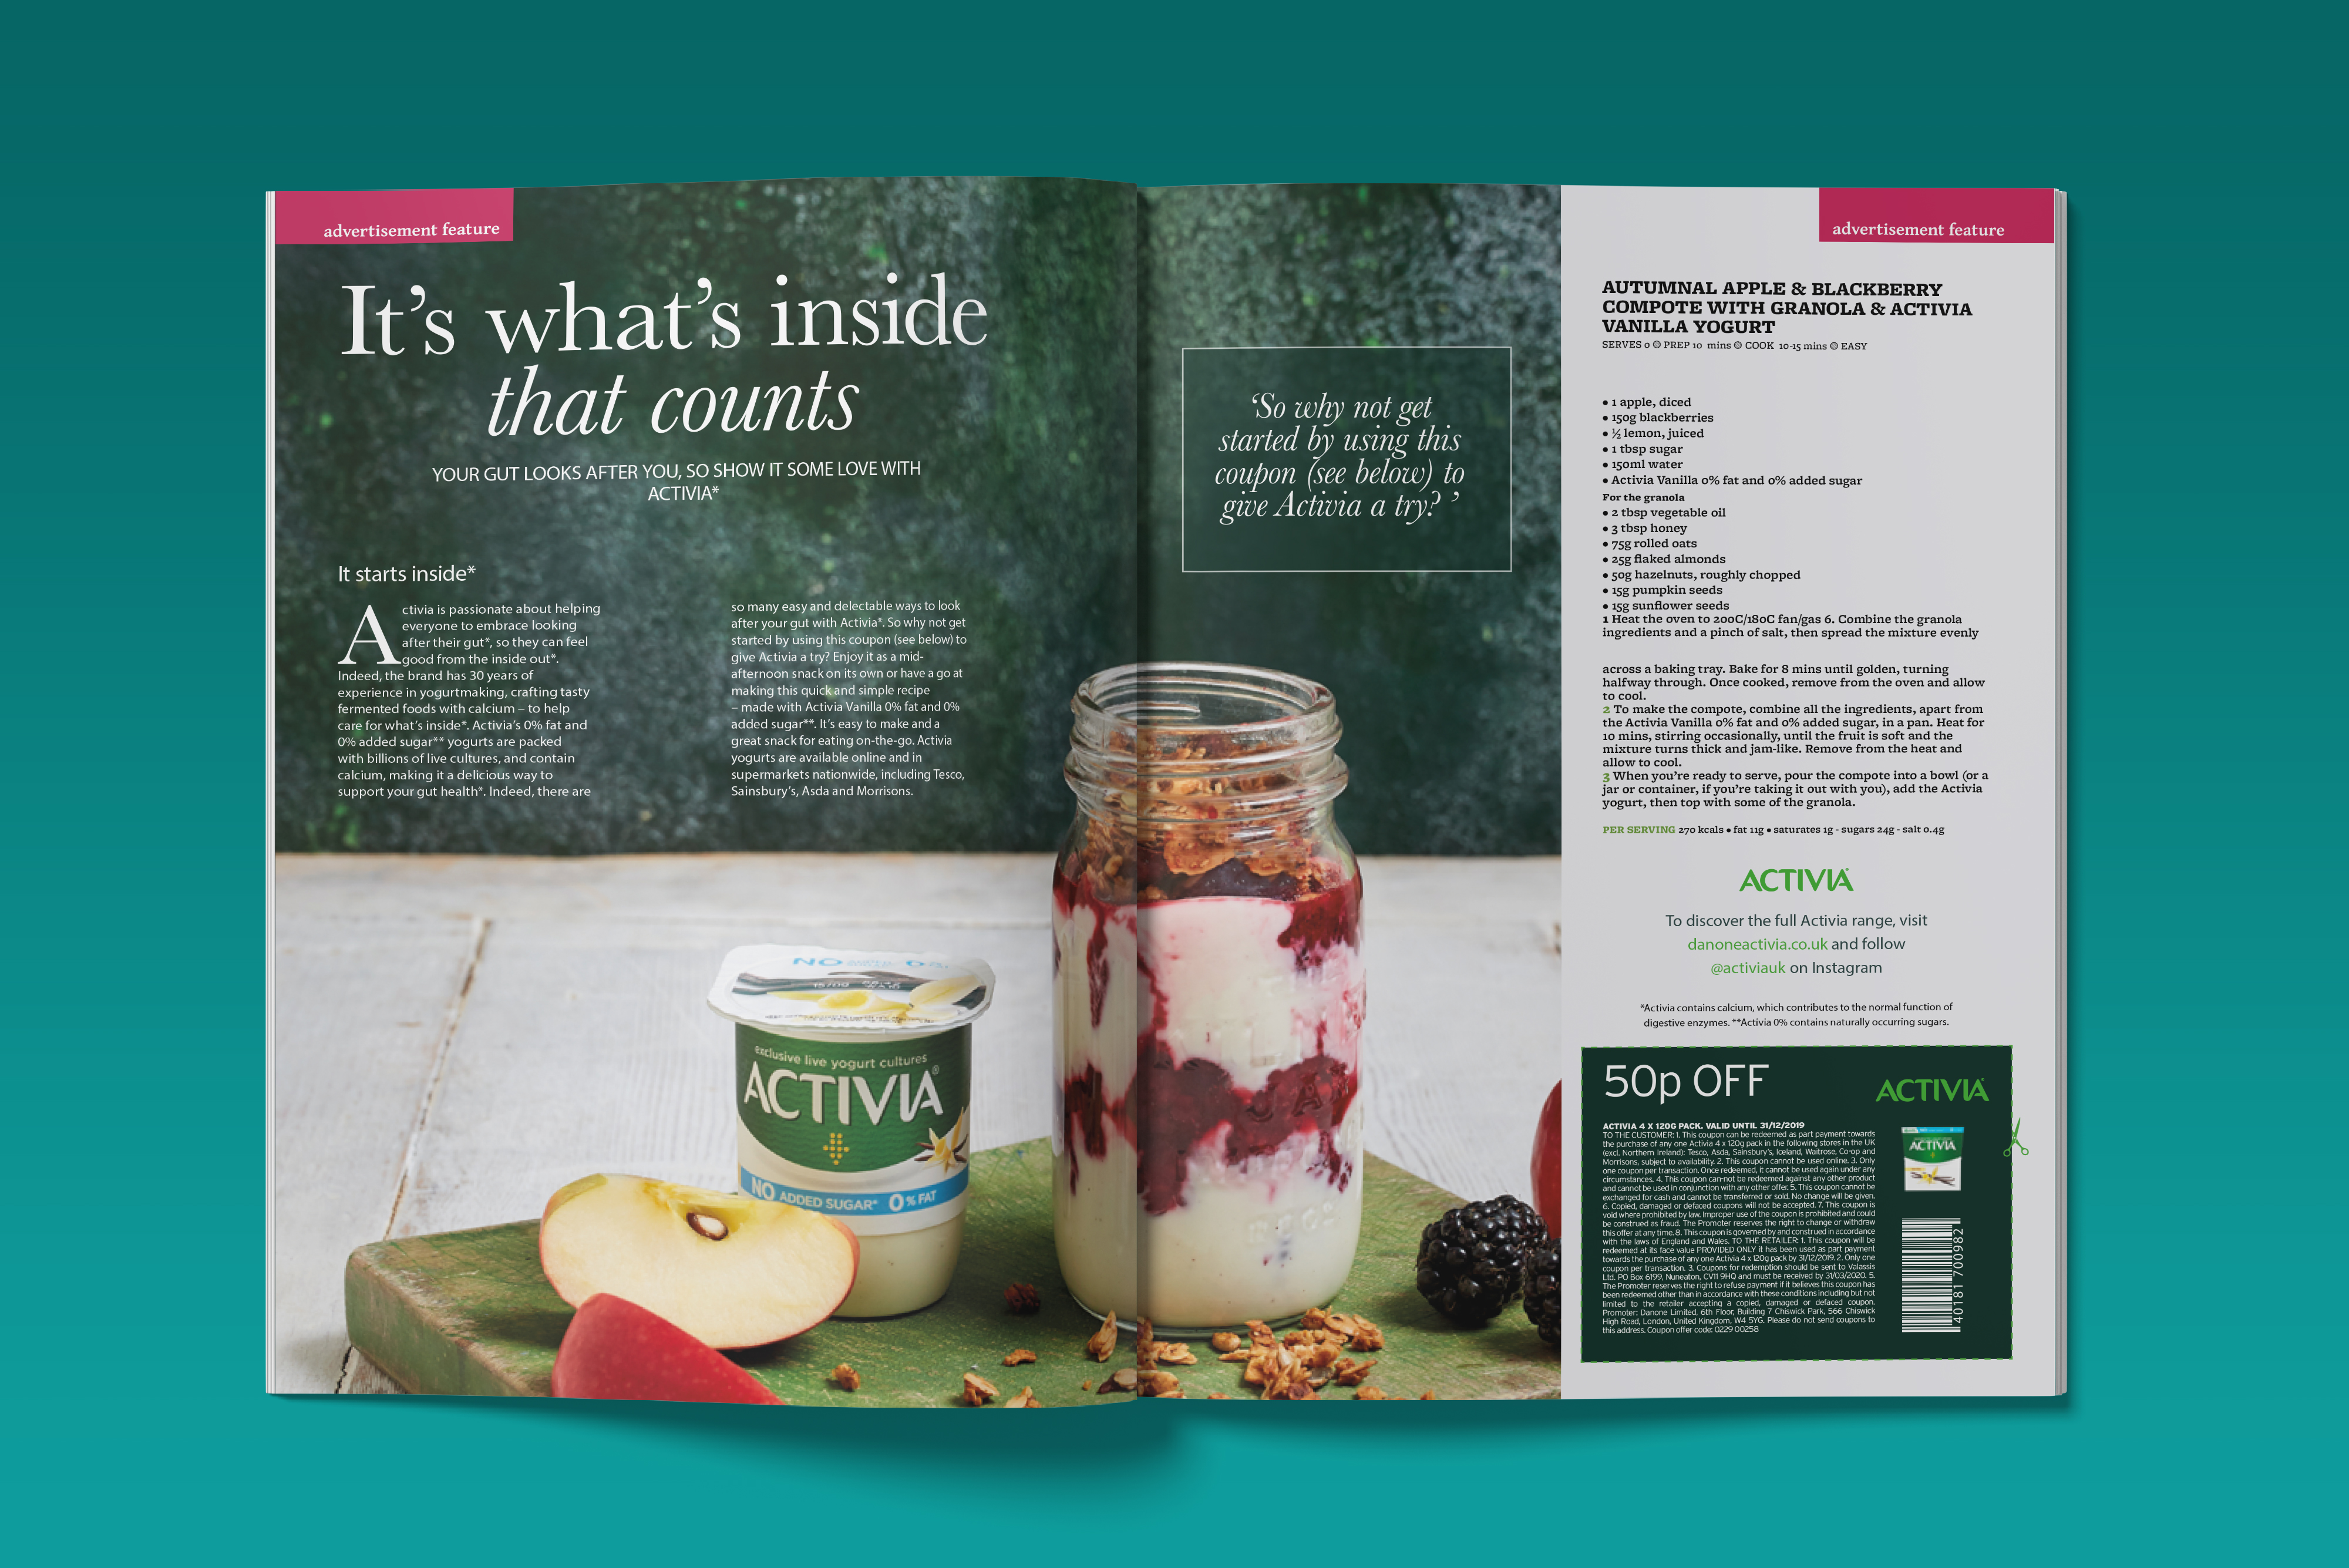 advertisement feature
It's what's inside
that counts
YOUR GUT LOOKS AFTER YOU, SO SHOW IT SOME LOVE WITH
ACTIVIA*
It starts inside*
Activia is passionate about helping
everyone to embrace looking
after their gut*, so they can feel
good from the inside out*.
Indeed, the brand has 30 years of
experience in yogurtmaking, crafting tasty
fermented foods with calcium – to help
care for what's inside*. Activia's 0% fat and
0% added sugar** yogurts are packed
with billions of live cultures, and contain
calcium, making it a delicious way to
support your gut health*. Indeed, there are
so many easy and delectable ways to look
after your gut with Activia*. So why not get
started by using this coupon (see below) to
give Activia a try? Enjoy it as a mid-
afternoon snack on its own or have a go at
making this quick and simple recipe
– made with Activia Vanilla 0% fat and 0%
added sugar**. It's easy to make and a
great snack for eating on-the-go. Activia
yogurts are available online and in
supermarkets nationwide, including Tesco,
Sainsbury's, Asda and Morrisons.
NO
exclusive live yogurt cultures
ACTIVIA®
NO ADDED SUGAR* 0% FAT
'So why not get
started by using this
coupon (see below) to
give Activia a try? '
advertisement feature
AUTUMNAL APPLE & BLACKBERRY
COMPOTE WITH GRANOLA & ACTIVIA
VANILLA YOGURT
SERVES 0 PREP 10 mins COOK 10-15 mins EASY
• 1 apple, diced
• 150g blackberries
• ½ lemon, juiced
• 1 tbsp sugar
• 150ml water
• Activia Vanilla 0% fat and 0% added sugar
For the granola
• 2 tbsp vegetable oil
• 3 tbsp honey
• 75g rolled oats
• 25g flaked almonds
• 50g hazelnuts, roughly chopped
• 15g pumpkin seeds
• 15g sunflower seeds
1 Heat the oven to 200C/180C fan/gas 6. Combine the granola
ingredients and a pinch of salt, then spread the mixture evenly
across a baking tray. Bake for 8 mins until golden, turning
halfway through. Once cooked, remove from the oven and allow
to cool.
2 To make the compote, combine all the ingredients, apart from
the Activia Vanilla 0% fat and 0% added sugar, in a pan. Heat for
10 mins, stirring occasionally, until the fruit is soft and the
mixture turns thick and jam-like. Remove from the heat and
allow to cool.
3 When you're ready to serve, pour the compote into a bowl (or a
jar or container, if you're taking it out with you), add the Activia
yogurt, then top with some of the granola.
PER SERVING 270 kcals • fat 11g • saturates 1g - sugars 24g - salt 0.4g
ACTIVIA
To discover the full Activia range, visit
danoneactivia.co.uk and follow
@activiauk on Instagram
*Activia contains calcium, which contributes to the normal function of
digestive enzymes. **Activia 0% contains naturally occurring sugars.
50p OFF
ACTIVIA
ACTIVIA 4 X 120G PACK. VALID UNTIL 31/12/2019
TO THE CUSTOMER: 1. This coupon can be redeemed as part payment towards
the purchase of any one Activia 4 x 120g pack in the following stores in the UK
(excl. Northern Ireland): Tesco, Asda, Sainsbury's, Iceland, Waitrose, Co-op and
Morrisons, subject to availability. 2. This coupon cannot be used online. 3. Only
one coupon per transaction. Once redeemed, it cannot be used again under any
circumstances. 4. This coupon can-not be redeemed against any other product
and cannot be used in conjunction with any other offer. 5. This coupon cannot be
exchanged for cash and cannot be transferred or sold. No change will be given.
6. Copied, damaged or defaced coupons will not be accepted. 7. This coupon is
void where prohibited by law. Improper use of the coupon is prohibited and could
be construed as fraud. The Promoter reserves the right to change or withdraw
this offer at any time. 8. This coupon is governed by and construed in accordance
with the laws of England and Wales. TO THE RETAILER: 1. This coupon will be
redeemed at its face value PROVIDED ONLY it has been used as part payment
towards the purchase of any one Activia 4 x 120g pack by 31/12/2019. 2. Only one
coupon per transaction. 3. Coupons for redemption should be sent to Valassis
Ltd. PO Box 6199, Nuneaton, CV11 9HQ and must be received by 31/03/2020. 5.
The Promoter reserves the right to refuse payment if it believes this coupon has
been redeemed other than in accordance with these conditions including but not
limited to the retailer accepting a copied, damaged or defaced coupon.
Promoter: Danone Limited, 6th Floor, Building 7 Chiswick Park, 566 Chiswick
High Road, London, United Kingdom, W4 5YG. Please do not send coupons to
this address. Coupon offer code: 0229 00258
ACTIVIA
40181 700982